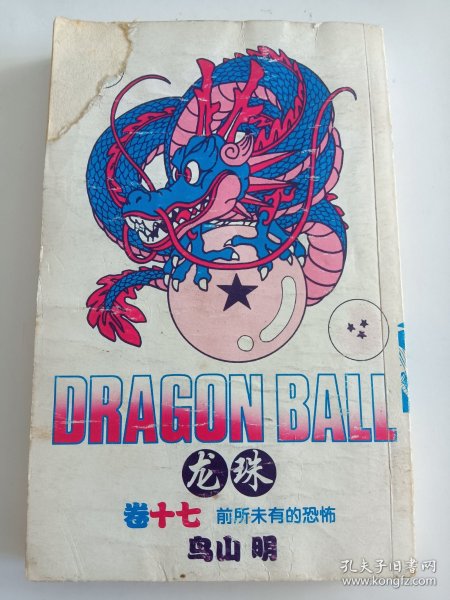 DRAGON BALL
龙珠
卷十七 前所未有的恐怖
鸟山 明
孔夫子旧书网
www.kongfz.com